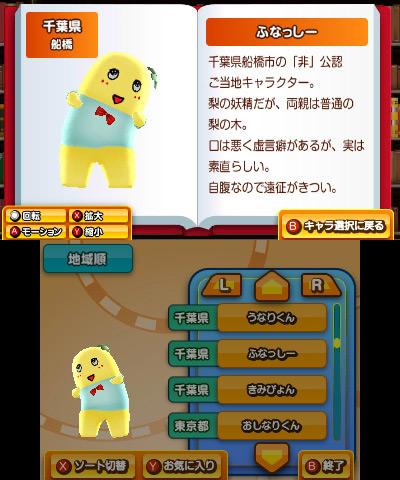 千葉県
船橋
ふなっしー
千葉県船橋市の「非」公認
ご当地キャラクター。
梨の妖精だが、両親は普通の
梨の木。
口は悪く虚言癖があるが、実は
素直らしい。
自腹なので遠征がきつい。
回転
X 拡大
A モーション
Y 縮小
B キャラ選択に戻る
地域順
L
R
千葉県
うなりくん
千葉県
ふなっしー
千葉県
きみぴょん
東京都
おしなりくん
X ソート切替
Y お気に入り
B 終了